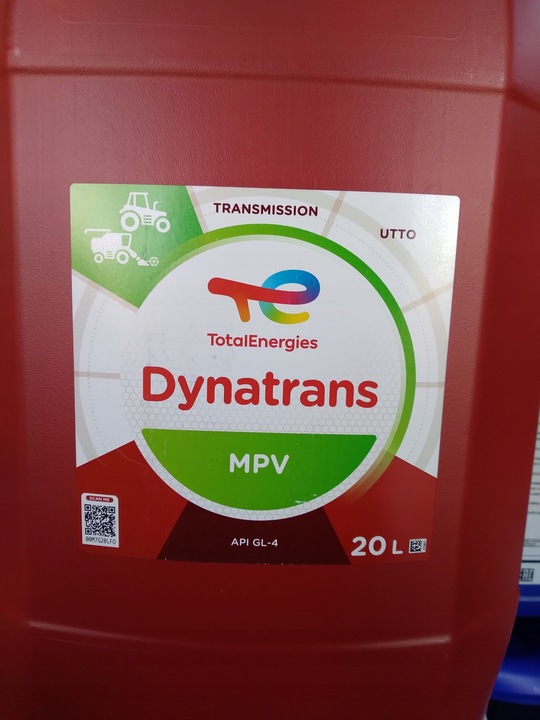 TRANSMISSION
UTTO
TotalEnergies
Dynatrans
MPV
SCAN ME
API GL-4
20 L